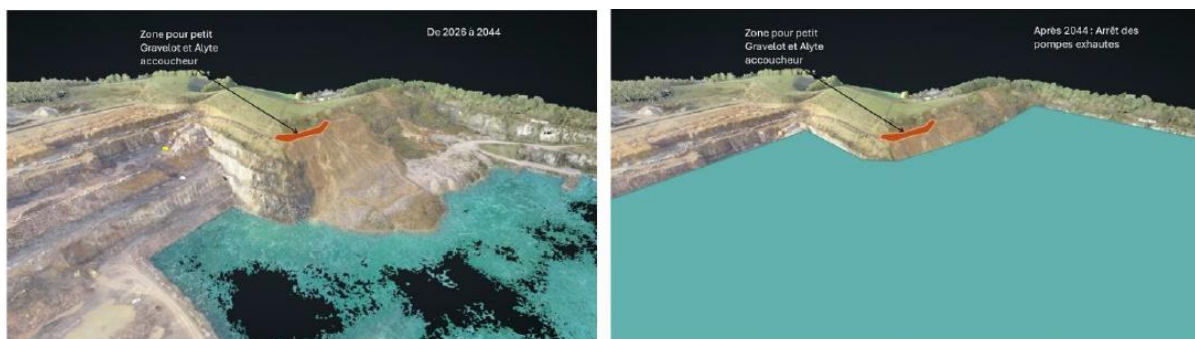 Zone pour petit
Gravelot et Alyte
accoucheur
De 2026 à 2044
Zone pour petit
Gravelot et Alyte
accoucheur
Après 2044 : Arrêt des
pompes exhautes